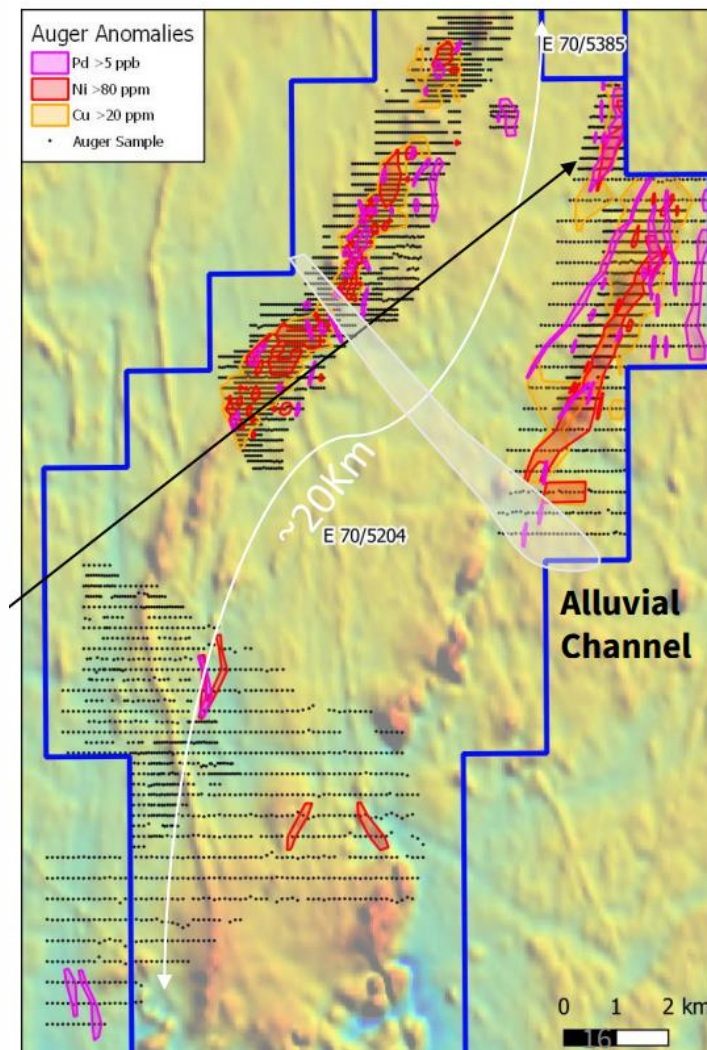 Auger Anomalies
Pd >5 ppb
Ni >80 ppm
Cu >20 ppm
Auger Sample
E 70/5385
~20Km
E 70/5204
Alluvial
Channel
0 1 2 km
16